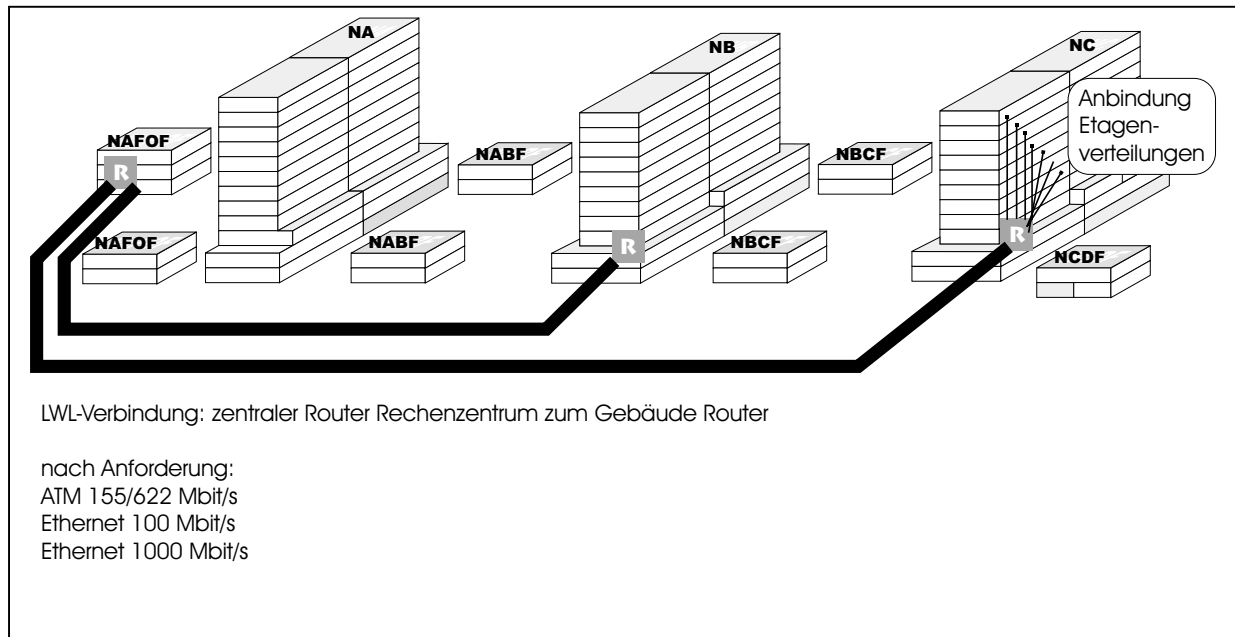 NA
NB
NC
Anbindung
Etagen-
verteilungen
NAFOF
NABF
NBCF
R
NAFOF
NABF
R
NBCF
R
NCDF
LWL-Verbindung: zentraler Router Rechenzentrum zum Gebäude Router
nach Anforderung:
ATM 155/622 Mbit/s
Ethernet 100 Mbit/s
Ethernet 1000 Mbit/s